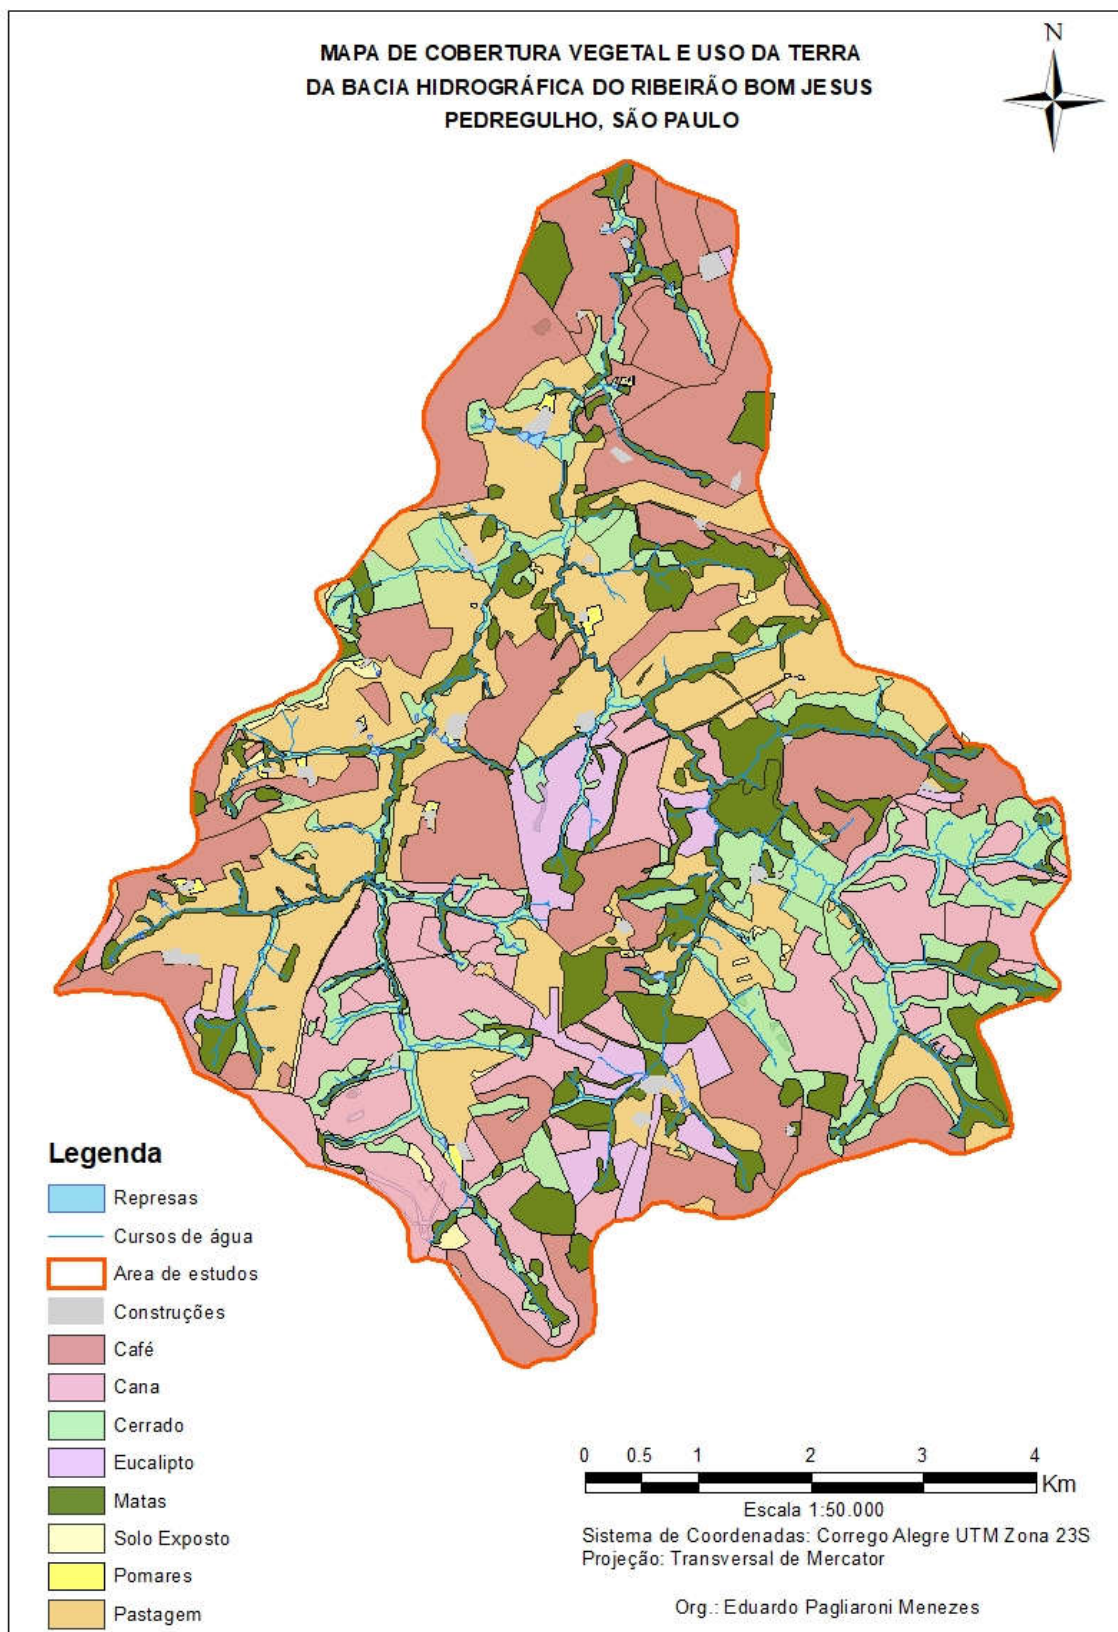 MAPA DE COBERTURA VEGETAL E USO DA TERRA
DA BACIA HIDROGRÁFICA DO RIBEIRÃO BOM JESUS
PEDREGULHO, SÃO PAULO
N
Legenda
Represas
Cursos de água
Area de estudos
Construções
Café
Cana
Cerrado
Eucalipto
Matas
Solo Exposto
Pomares
Pastagem
0 0.5 1 2 3 4
Km
Escala 1:50.000
Sistema de Coordenadas: Corrego Alegre UTM Zona 23S
Projeção: Transversal de Mercator
Org.: Eduardo Pagliaroni Menezes